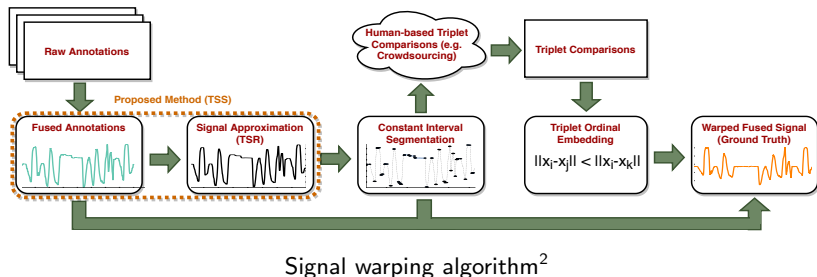 Raw Annotations
Human-based Triplet
Comparisons (e.g.
Crowdsourcing)
Triplet Comparisons
Proposed Method (TSS)
Fused Annotations
Signal Approximation
(TSR)
Constant Interval
Segmentation
Triplet Ordinal
Embedding
||xi-xj|| < ||xi-xk||
Warped Fused Signal
(Ground Truth)
Signal warping algorithm2